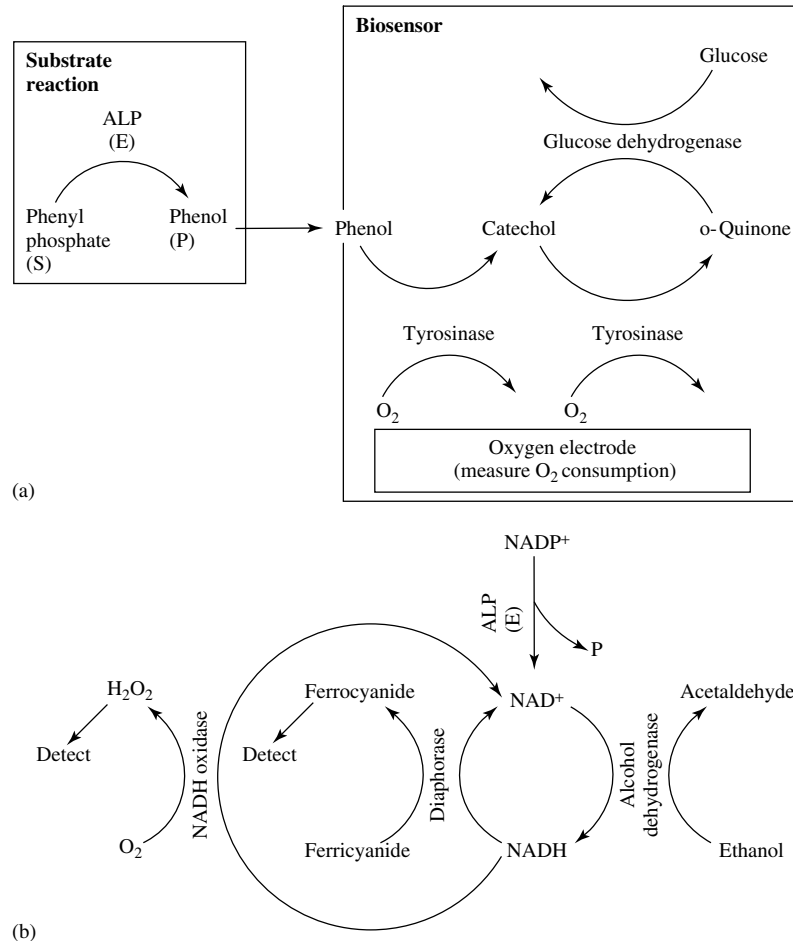 Biosensor
Substrate
reaction
Glucose
ALP
(E)
Glucose dehydrogenase
Phenyl
phosphate
(S)
Phenol
(P)
Phenol
Catechol
o-Quinone
Tyrosinase
Tyrosinase
O₂
O₂
Oxygen electrode
(measure O₂ consumption)
(a)
NADP⁺
ALP
(E)
P
H₂O₂
Ferrocyanide
NAD⁺
Acetaldehyde
Detect
NADH oxidase
Detect
Diaphorase
Alcohol
dehydrogenase
O₂
Ferricyanide
NADH
Ethanol
(b)